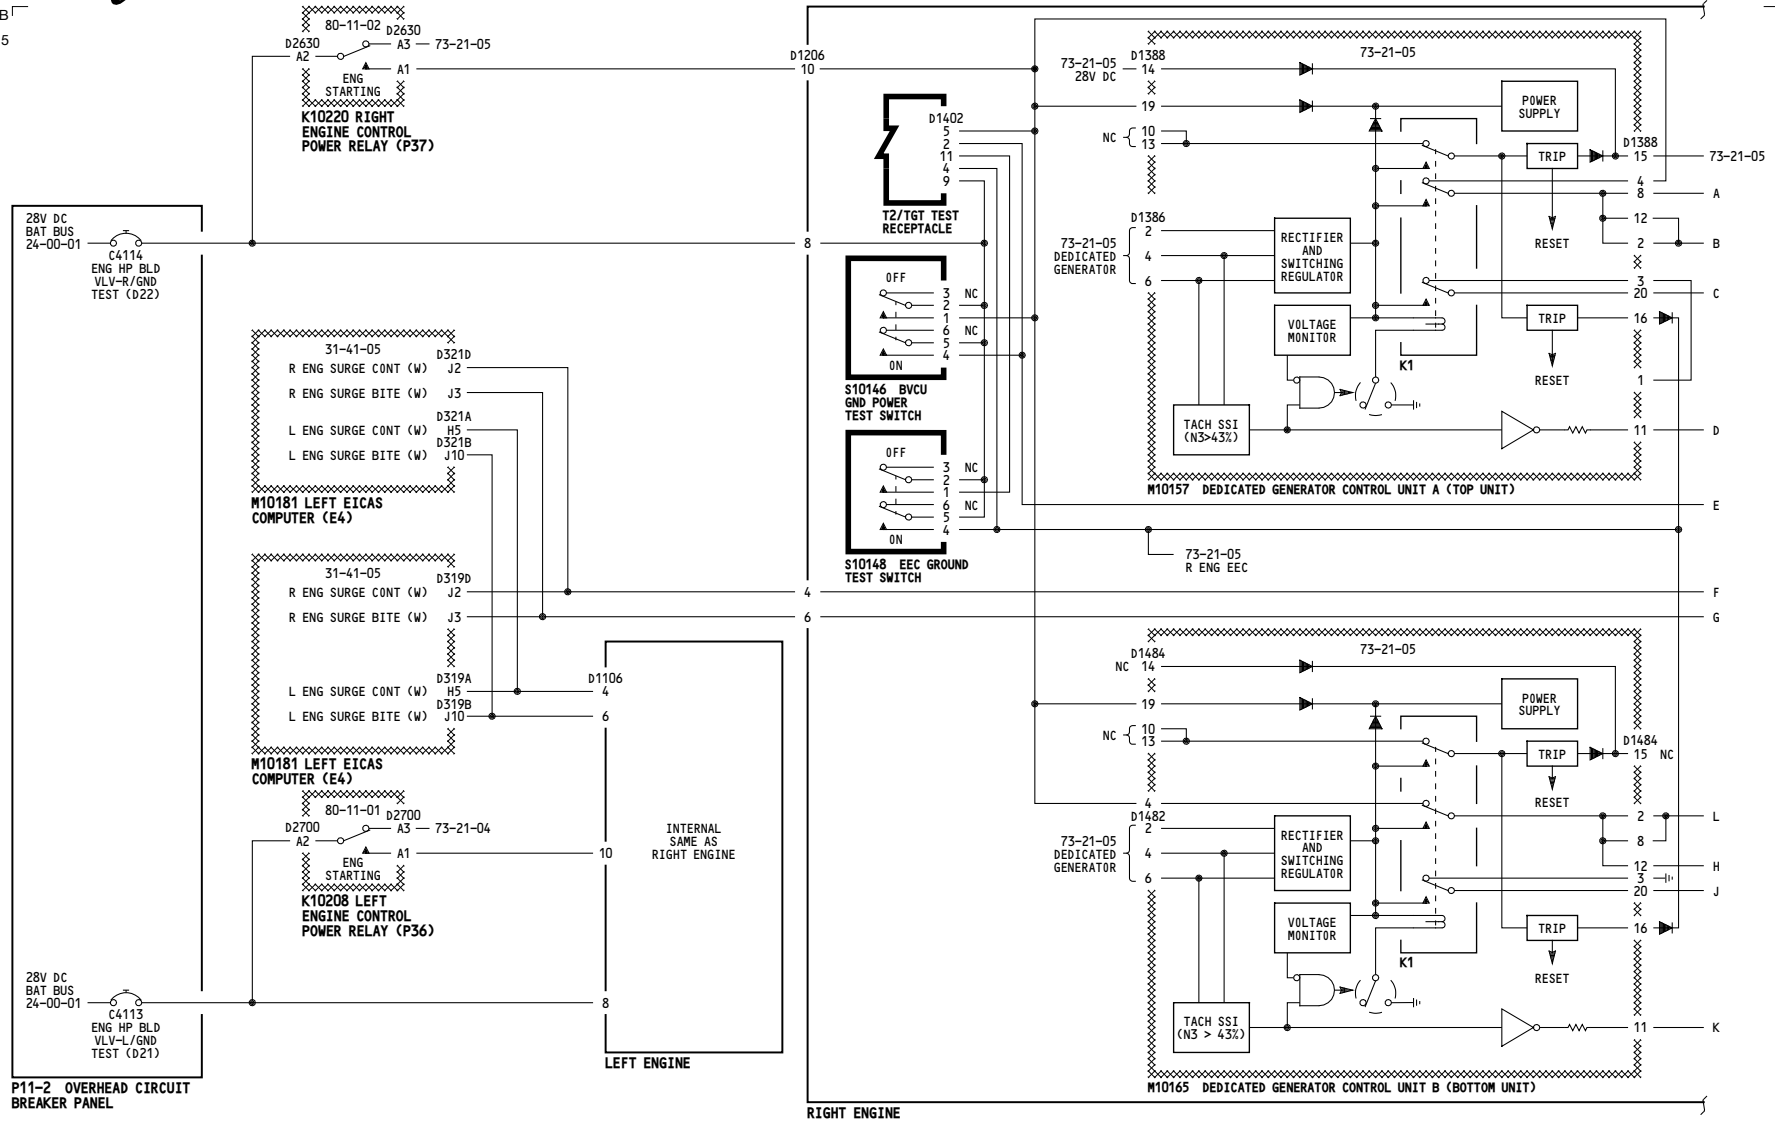 B
5
80-11-02
D2630
D2630
A2
A3
73-21-05
A1
ENG
STARTING
K10220 RIGHT
ENGINE CONTROL
POWER RELAY (P37)
28V DC
BAT BUS
24-00-01
C4114
ENG HP BLD
VLV-R/GND
TEST (D22)
31-41-05
D321D
R ENG SURGE CONT (W) J2
R ENG SURGE BITE (W) J3
D321A
L ENG SURGE CONT (W) H5
D321B
L ENG SURGE BITE (W) J10
M10181 LEFT EICAS
COMPUTER (E4)
31-41-05
D319D
R ENG SURGE CONT (W) J2
R ENG SURGE BITE (W) J3
D319A
L ENG SURGE CONT (W) H5
D319B
L ENG SURGE BITE (W) J10
M10181 LEFT EICAS
COMPUTER (E4)
80-11-01
D2700
D2700
A2
A3
73-21-04
A1
ENG
STARTING
K10208 LEFT
ENGINE CONTROL
POWER RELAY (P36)
28V DC
BAT BUS
24-00-01
C4113
ENG HP BLD
VLV-L/GND
TEST (D21)
P11-2 OVERHEAD CIRCUIT
BREAKER PANEL
D1106
4
6
10
8
INTERNAL
SAME AS
RIGHT ENGINE
LEFT ENGINE
D1206
10
8
4
6
D1402
5
2
11
4
9
T2/TGT TEST
RECEPTACLE
OFF
3 NC
2
1
6 NC
5
4
ON
S10146 BVCU
GND POWER
TEST SWITCH
OFF
3 NC
2
1
6 NC
5
4
ON
S10148 EEC GROUND
TEST SWITCH
73-21-05
R ENG EEC
73-21-05
28V DC
D1388
14
19
NC
10
13
D1386
73-21-05
DEDICATED
GENERATOR
2
4
6
73-21-05
POWER
SUPPLY
RECTIFIER
AND
SWITCHING
REGULATOR
VOLTAGE
MONITOR
TACH SSI
(N3>43%)
K1
TRIP
RESET
TRIP
RESET
D1388
15
73-21-05
4
8
A
12
2
B
3
20
C
16
1
11
D
M10157 DEDICATED GENERATOR CONTROL UNIT A (TOP UNIT)
E
F
G
D1484
NC 14
19
NC
10
13
4
D1482
73-21-05
DEDICATED
GENERATOR
2
4
6
73-21-05
POWER
SUPPLY
RECTIFIER
AND
SWITCHING
REGULATOR
VOLTAGE
MONITOR
TACH SSI
(N3 > 43%)
K1
TRIP
RESET
TRIP
RESET
D1484
15 NC
2
L
8
12
H
3
20
J
16
11
K
M10165 DEDICATED GENERATOR CONTROL UNIT B (BOTTOM UNIT)
RIGHT ENGINE